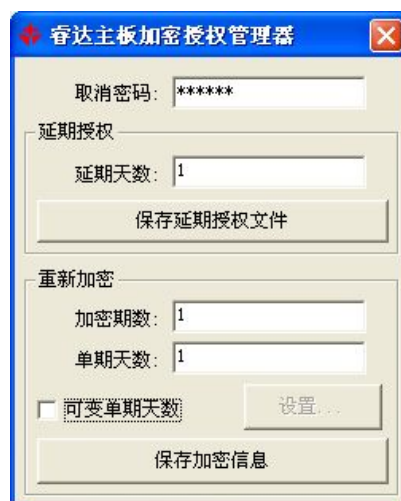 睿达主板加密授权管理器
取消密码: ******
延期授权
延期天数: 1
保存延期授权文件
重新加密
加密期数: 1
单期天数: 1
可变单期天数 设置...
保存加密信息